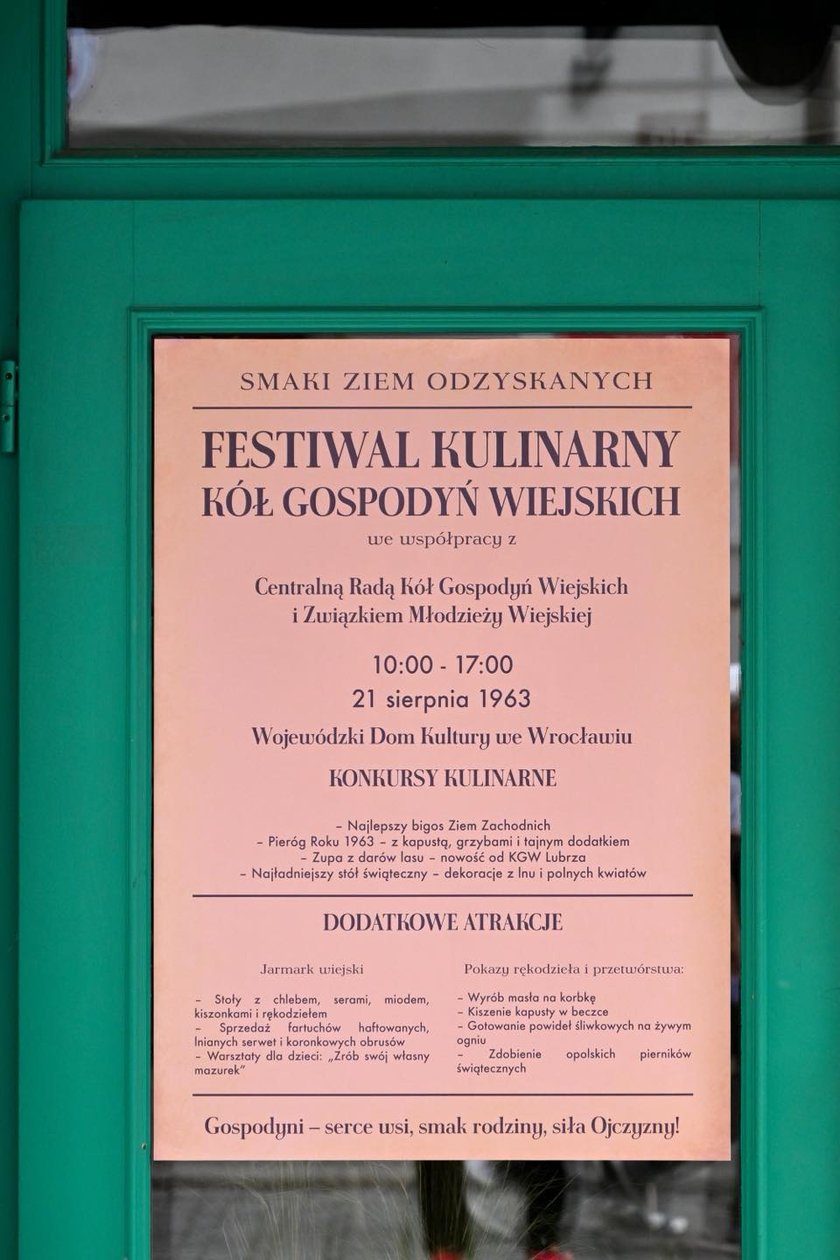 SMAKI ZIEM ODZYSKANYCH
FESTIWAL KULINARNY
KÓŁ GOSPODYŃ WIEJSKICH
we współpracy z
Centralną Radą Kół Gospodyń Wiejskich
i Związkiem Młodzieży Wiejskiej
10:00 - 17:00
21 sierpnia 1963
Wojewódzki Dom Kultury we Wrocławiu
KONKURSY KULINARNE
– Najlepszy bigos Ziem Zachodnich
– Pieróg Roku 1963 – z kapustą, grzybami i tajnym dodatkiem
– Zupa z darów lasu – nowość od KGW Lubrza
– Najładniejszy stół świąteczny – dekoracje z lnu i polnych kwiatów
DODATKOWE ATRAKCJE
Jarmark wiejski
– Stoły z chlebem, serami, miodem,
kiszonkami i rękodziełem
– Sprzedaż fartuchów haftowanych,
lnianych serwet i koronkowych obrusów
– Warsztaty dla dzieci: „Zrób swój własny
mazurek”
Pokazy rękodzieła i przetwórstwa:
– Wyrób masła na korbkę
– Kiszenie kapusty w beczce
– Gotowanie powideł śliwkowych na żywym
ogniu
– Zdobienie opolskich pierników
świątecznych
Gospodyni – serce wsi, smak rodziny, siła Ojczyzny!